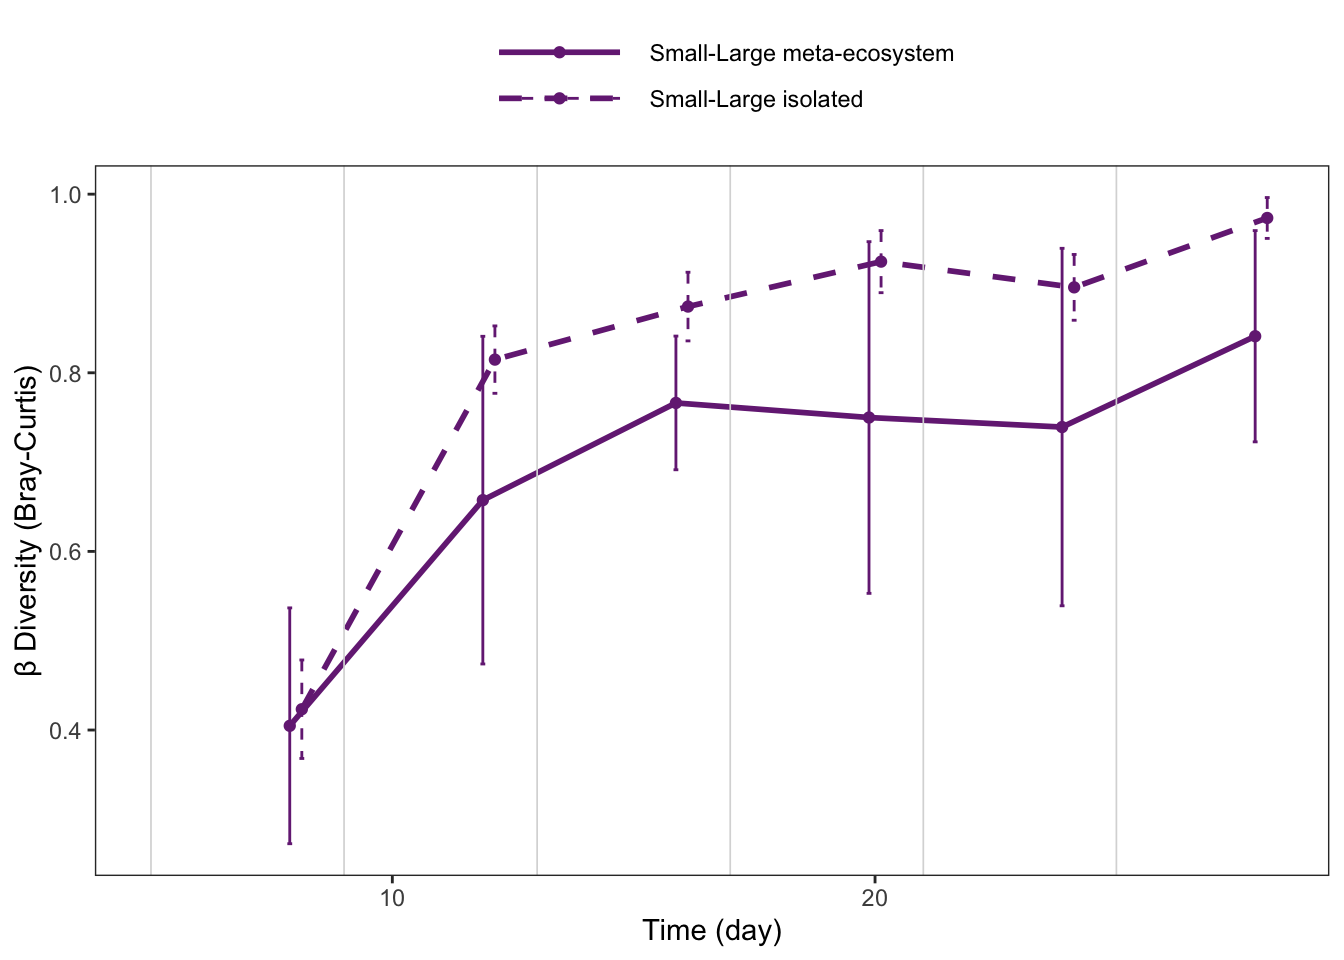 Small-Large meta-ecosystem
Small-Large isolated
1.0
0.8
0.6
0.4
β Diversity (Bray-Curtis)
10
20
Time (day)